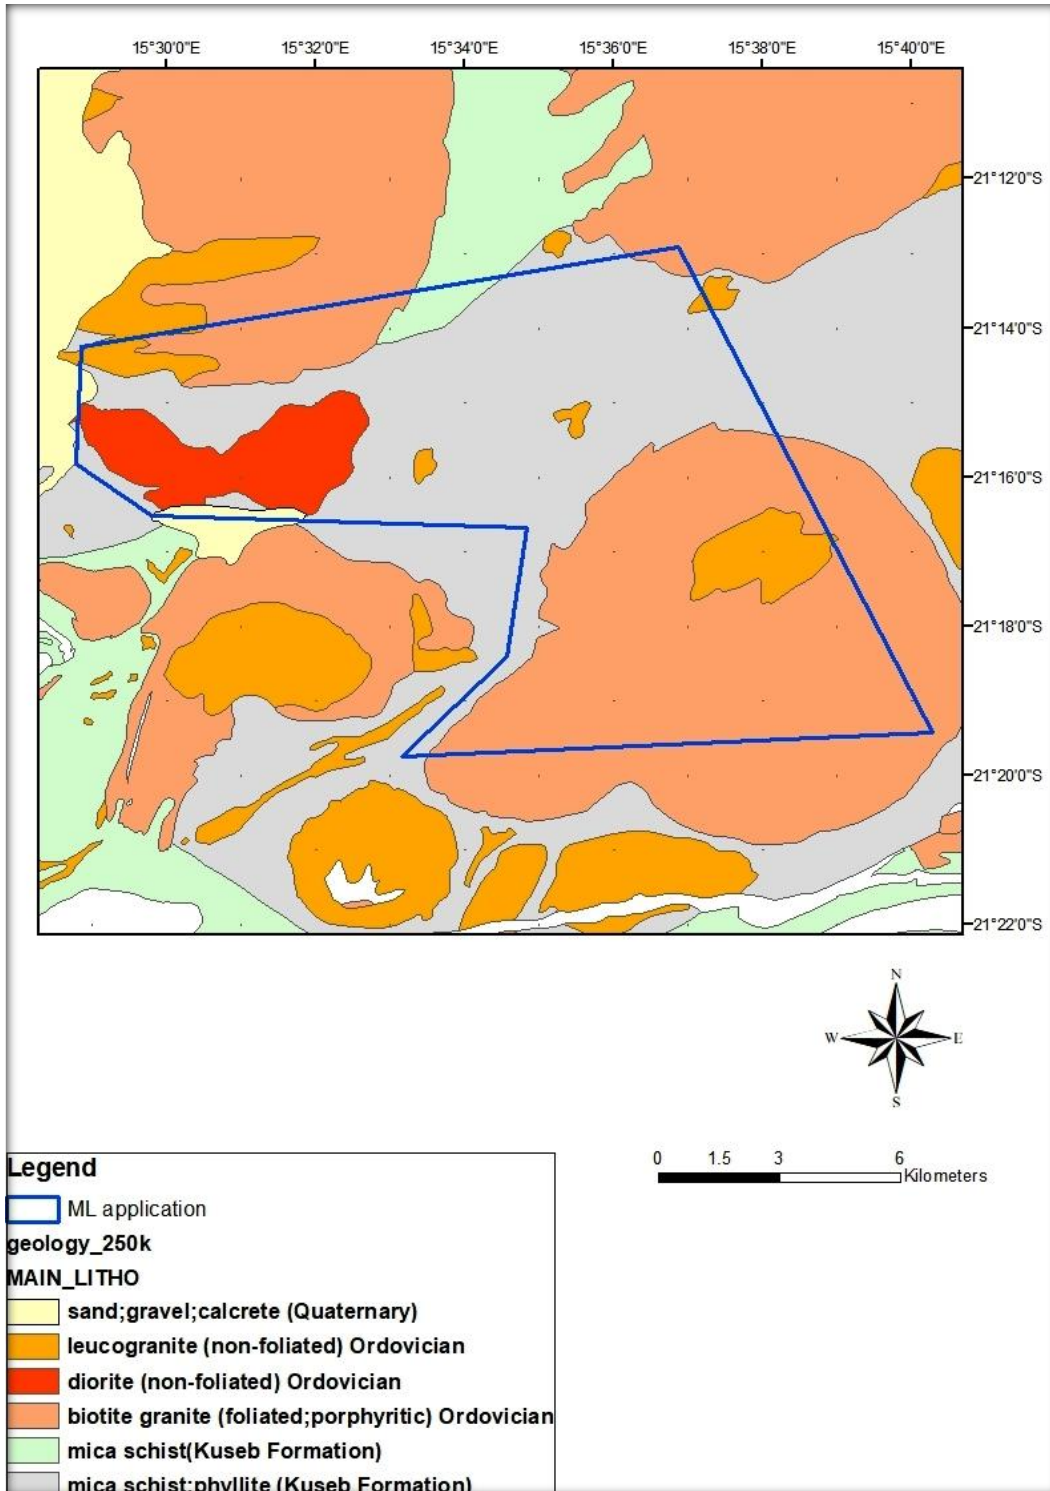 15°30'0"E 15°32'0"E 15°34'0"E 15°36'0"E 15°38'0"E 15°40'0"E
21°12'0"S
21°14'0"S
21°16'0"S
21°18'0"S
21°20'0"S
21°22'0"S
N
W E
S
0 1.5 3 6
Kilometers
Legend
ML application
geology_250k
MAIN_LITHO
sand;gravel;calcrete (Quaternary)
leucogranite (non-foliated) Ordovician
diorite (non-foliated) Ordovician
biotite granite (foliated;porphyritic) Ordovician
mica schist(Kuseb Formation)
mica schist;phyllite (Kuseb Formation)